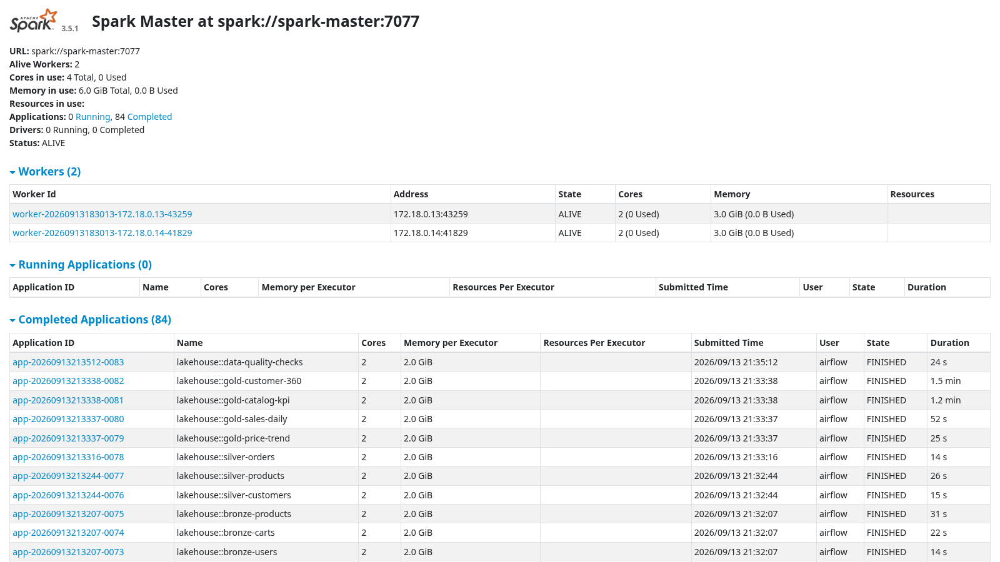 APACHE
Spark 3.5.1 Spark Master at spark://spark-master:7077
URL: spark://spark-master:7077
Alive Workers: 2
Cores in use: 4 Total, 0 Used
Memory in use: 6.0 GiB Total, 0.0 B Used
Resources in use:
Applications: 0 Running, 84 Completed
Drivers: 0 Running, 0 Completed
Status: ALIVE
Workers (2)
Worker Id Address State Cores Memory Resources
worker-20260913183013-172.18.0.13-43259 172.18.0.13:43259 ALIVE 2 (0 Used) 3.0 GiB (0.0 B Used)
worker-20260913183013-172.18.0.14-41829 172.18.0.14:41829 ALIVE 2 (0 Used) 3.0 GiB (0.0 B Used)
Running Applications (0)
Application ID Name Cores Memory per Executor Resources Per Executor Submitted Time User State Duration
Completed Applications (84)
Application ID Name Cores Memory per Executor Resources Per Executor Submitted Time User State Duration
app-20260913213512-0083 lakehouse::data-quality-checks 2 2.0 GiB 2026/09/13 21:35:12 airflow FINISHED 24 s
app-20260913213338-0082 lakehouse::gold-customer-360 2 2.0 GiB 2026/09/13 21:33:38 airflow FINISHED 1.5 min
app-20260913213338-0081 lakehouse::gold-catalog-kpi 2 2.0 GiB 2026/09/13 21:33:38 airflow FINISHED 1.2 min
app-20260913213337-0080 lakehouse::gold-sales-daily 2 2.0 GiB 2026/09/13 21:33:37 airflow FINISHED 52 s
app-20260913213337-0079 lakehouse::gold-price-trend 2 2.0 GiB 2026/09/13 21:33:37 airflow FINISHED 25 s
app-20260913213316-0078 lakehouse::silver-orders 2 2.0 GiB 2026/09/13 21:33:16 airflow FINISHED 14 s
app-20260913213244-0077 lakehouse::silver-products 2 2.0 GiB 2026/09/13 21:32:44 airflow FINISHED 26 s
app-20260913213244-0076 lakehouse::silver-customers 2 2.0 GiB 2026/09/13 21:32:44 airflow FINISHED 15 s
app-20260913213207-0075 lakehouse::bronze-products 2 2.0 GiB 2026/09/13 21:32:07 airflow FINISHED 31 s
app-20260913213207-0074 lakehouse::bronze-carts 2 2.0 GiB 2026/09/13 21:32:07 airflow FINISHED 22 s
app-20260913213207-0073 lakehouse::bronze-users 2 2.0 GiB 2026/09/13 21:32:07 airflow FINISHED 14 s